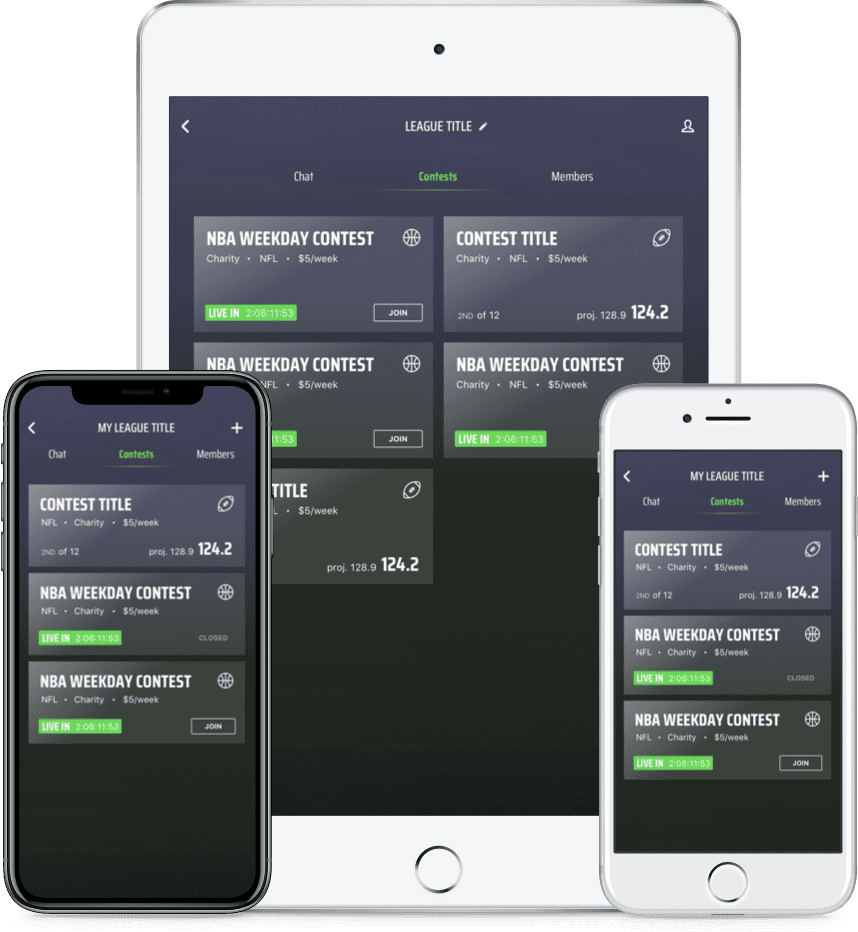 LEAGUE TITLE
Chat Contests Members
NBA WEEKDAY CONTEST
Charity • NFL • $5/week
LIVE IN 2:06:11:53 JOIN
CONTEST TITLE
Charity • NFL • $5/week
2ND of 12 proj. 128.9 124.2
NBA WEEKDAY CONTEST
NFL • $5/week
:53 JOIN
NBA WEEKDAY CONTEST
Charity • NFL • $5/week
LIVE IN 2:06:11:53
TITLE
• $5/week
proj. 128.9 124.2
MY LEAGUE TITLE
Chat Contests Members
CONTEST TITLE
NFL • Charity • $5/week
2ND of 12 proj. 128.9 124.2
NBA WEEKDAY CONTEST
NFL • Charity • $5/week
LIVE IN 2:06:11:53 CLOSED
NBA WEEKDAY CONTEST
NFL • Charity • $5/week
LIVE IN 2:06:11:53 JOIN
MY LEAGUE TITLE
Chat Contests Members
CONTEST TITLE
NFL • Charity • $5/week
2ND of 12 proj. 128.9 124.2
NBA WEEKDAY CONTEST
NFL • Charity • $5/week
LIVE IN 2:06:11:53 CLOSED
NBA WEEKDAY CONTEST
NFL • Charity • $5/week
LIVE IN 2:06:11:53 JOIN